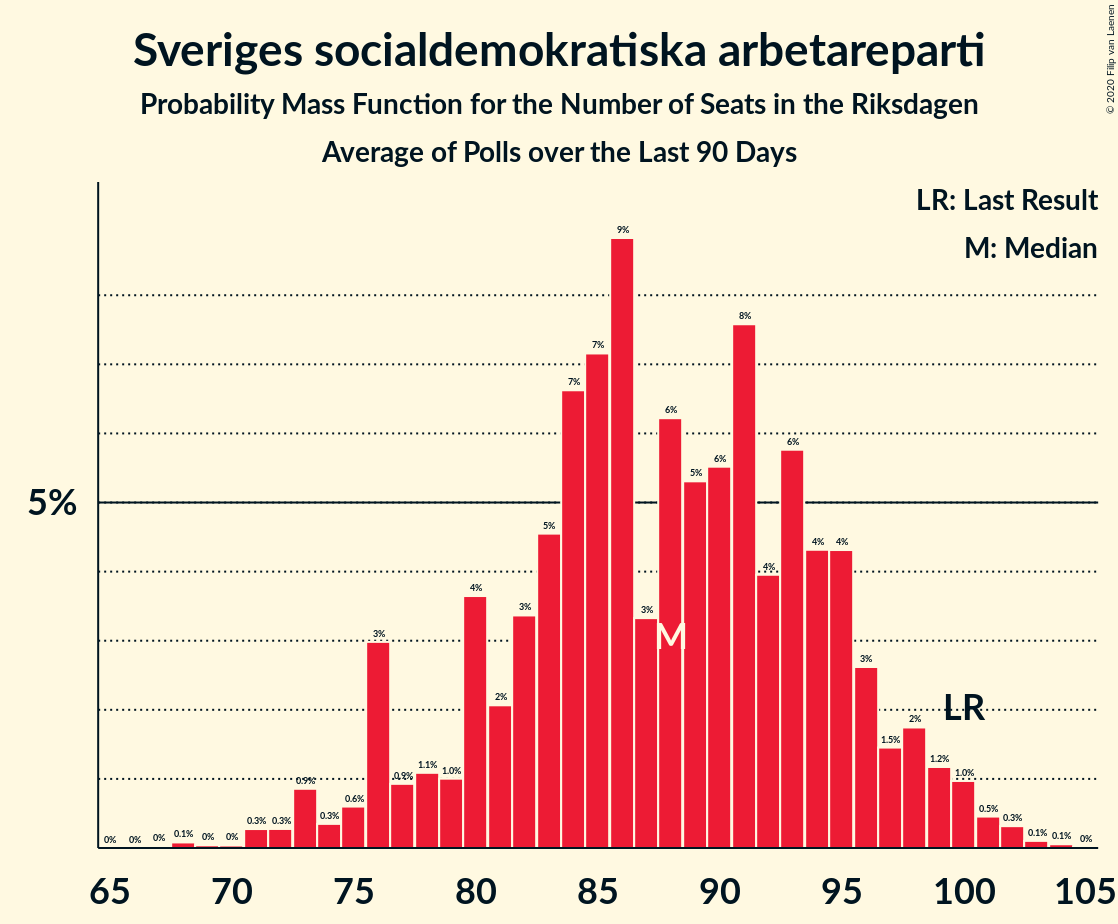 Sveriges socialdemokratiska arbetareparti
Probability Mass Function for the Number of Seats in the Riksdagen
Average of Polls over the Last 90 Days
© 2020 Filip van Laenen
LR: Last Result
M: Median
5%
0% 0% 0% 0.1% 0% 0% 0.3% 0.3% 0.9% 0.3% 0.6% 3% 0.9% 1.1% 1.0% 4% 2% 3% 5% 7% 7% 9% 3% 6% 5% 6% 8% 4% 6% 4% 4% 3% 1.5% 2% 1.2% 1.0% 0.5% 0.3% 0.1% 0.1% 0%
M
LR
65 70 75 80 85 90 95 100 105